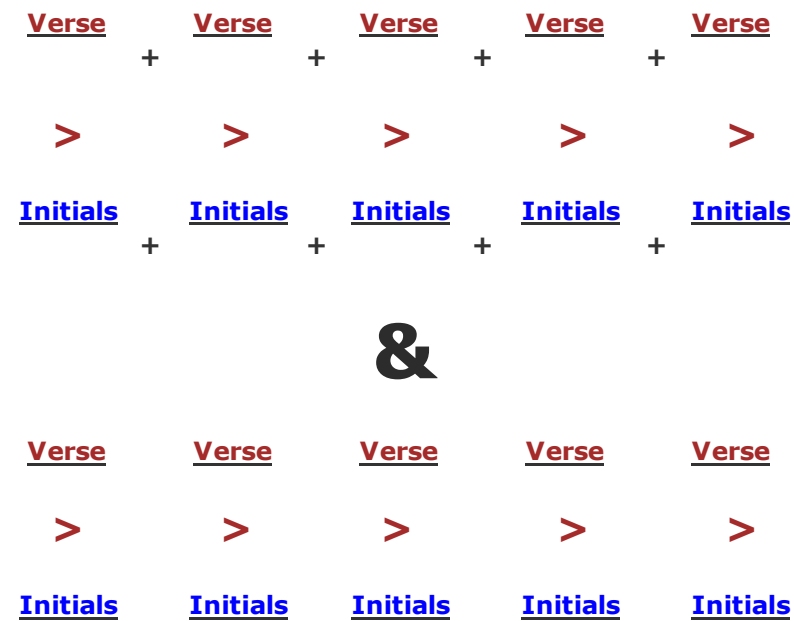 Verse Verse Verse Verse Verse
+ + + +
> > > > >
Initials Initials Initials Initials Initials
+ + + +
&
Verse Verse Verse Verse Verse
> > > > >
Initials Initials Initials Initials Initials